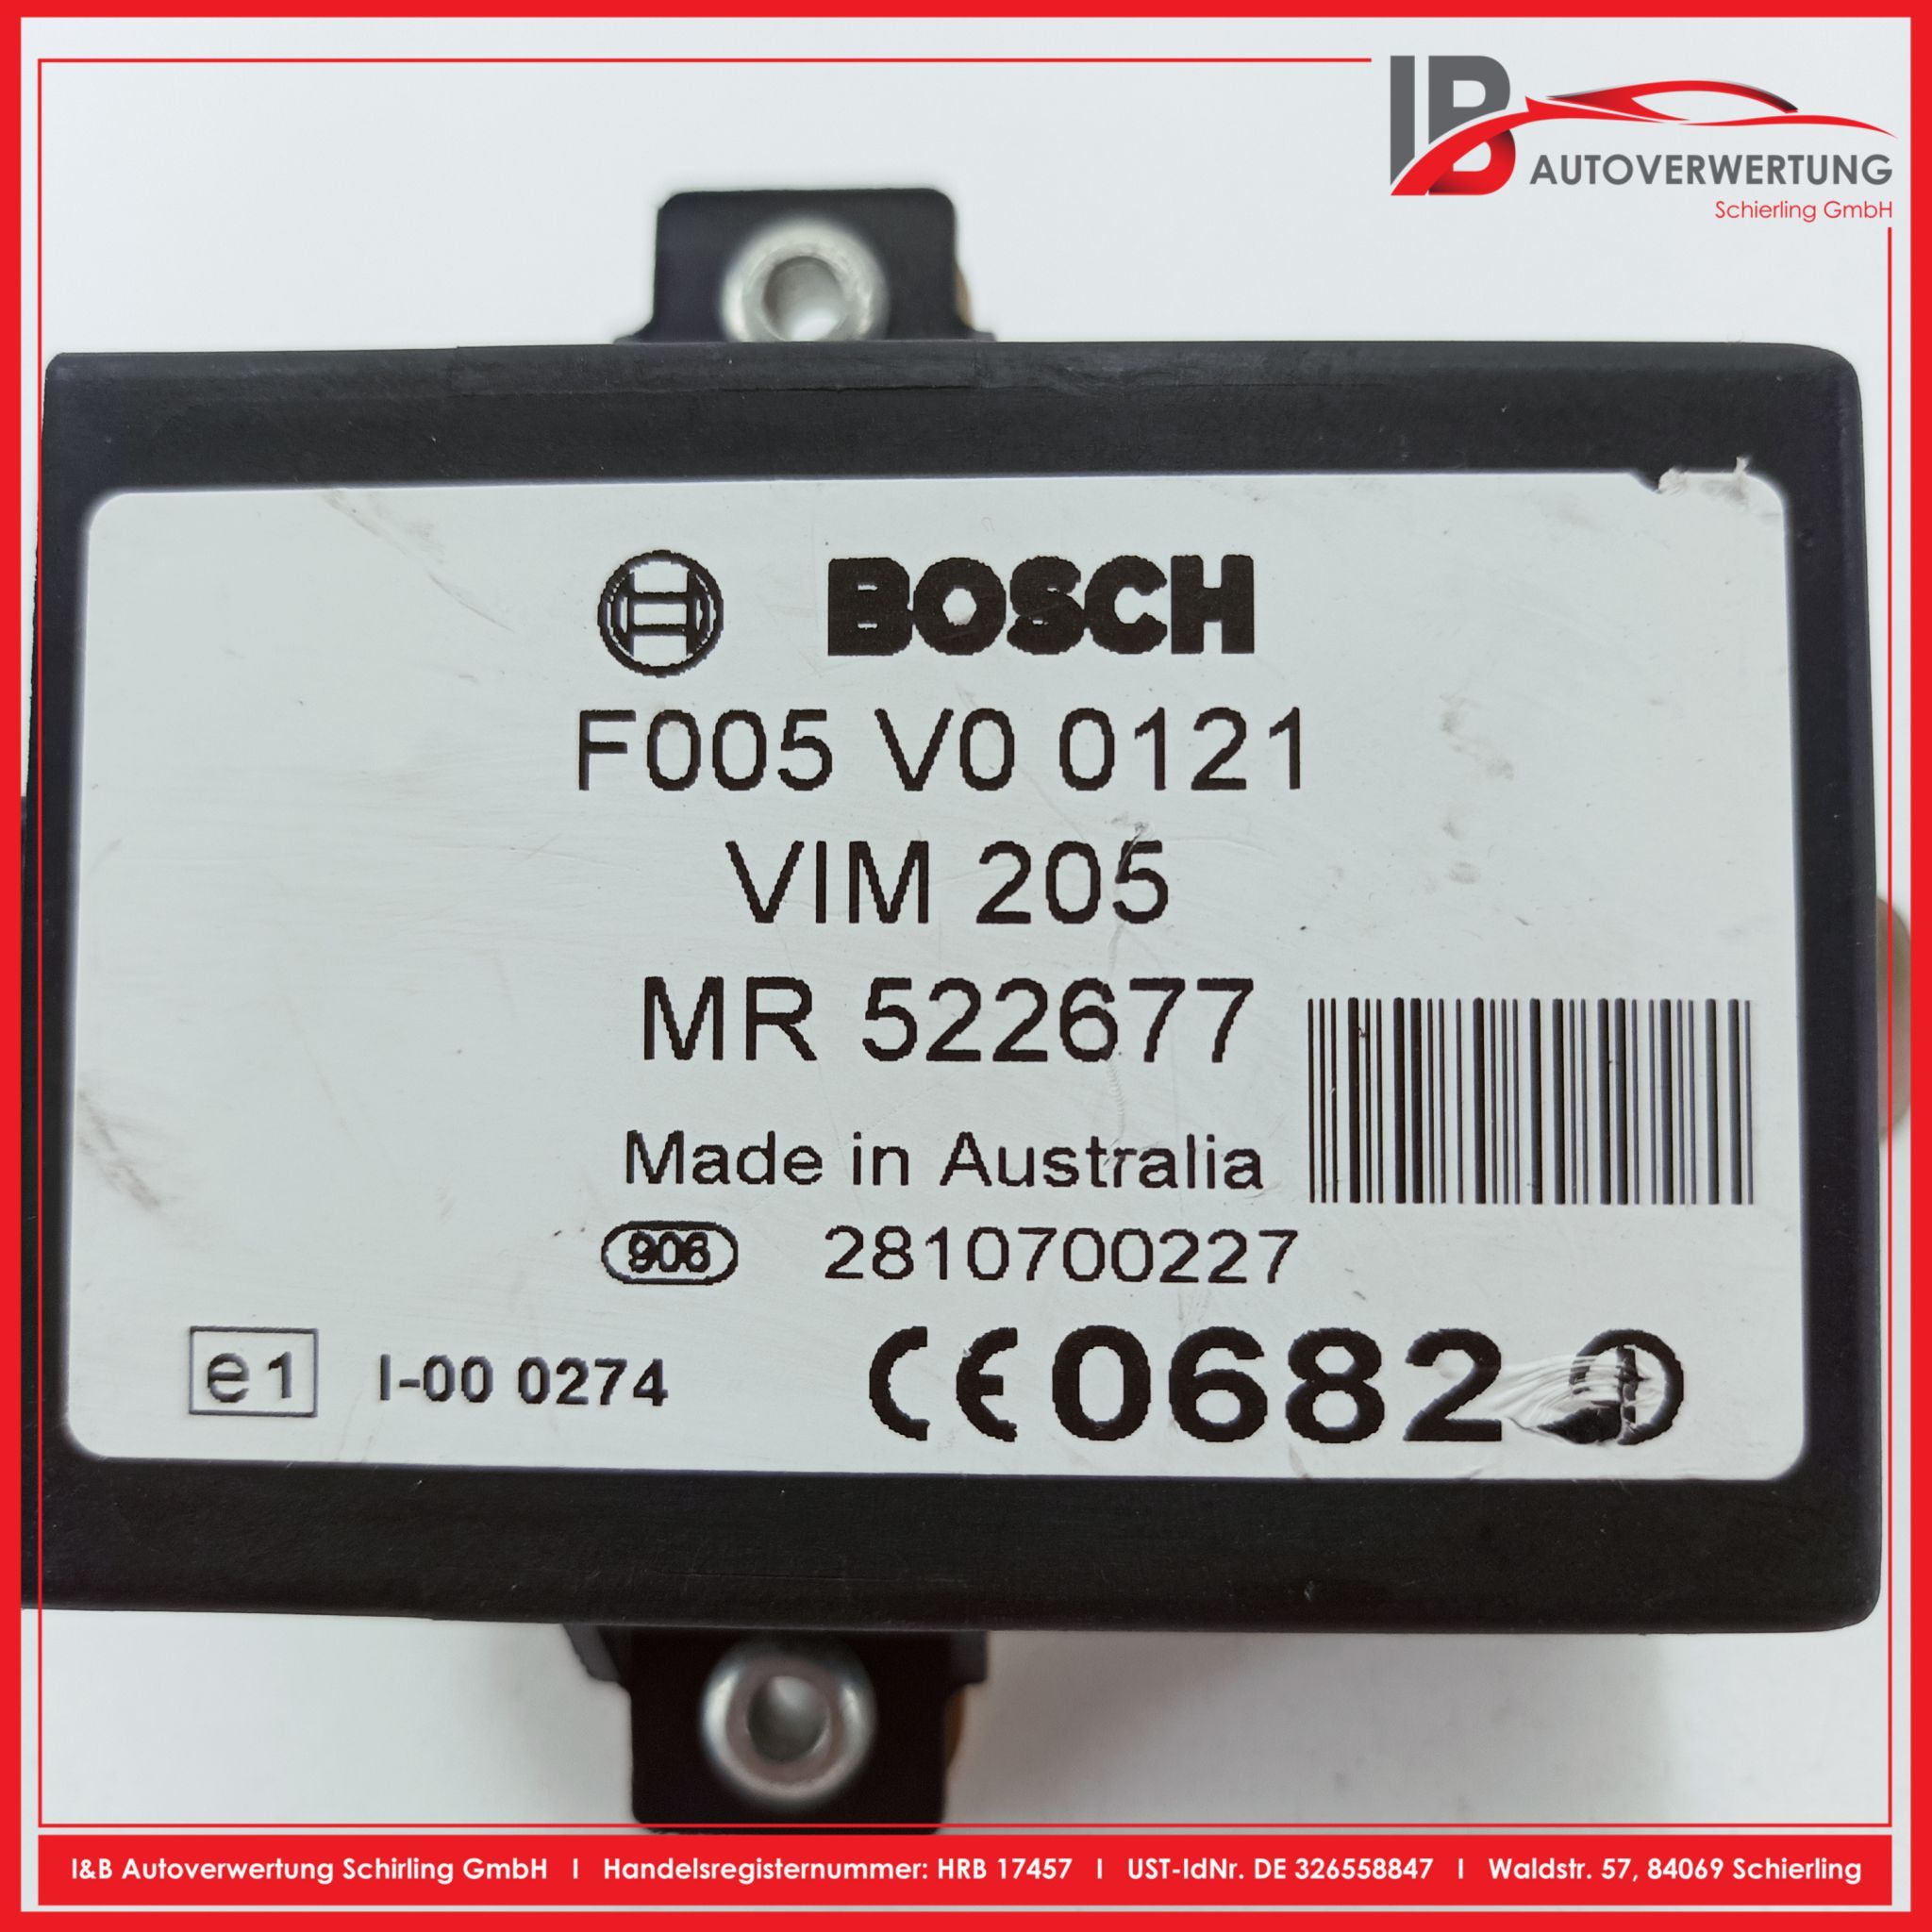 IB AUTOVERWERTUNG
Schierling GmbH
BOSCH
F005 V0 0121
VIM 205
MR 522677
Made in Australia
906 2810700227
e1 I-00 0274 CE0682
I&B Autoverwertung Schirling GmbH I Handelsregisternummer: HRB 17457 I UST-IdNr. DE 326558847 I Waldstr. 57, 84069 Schierling